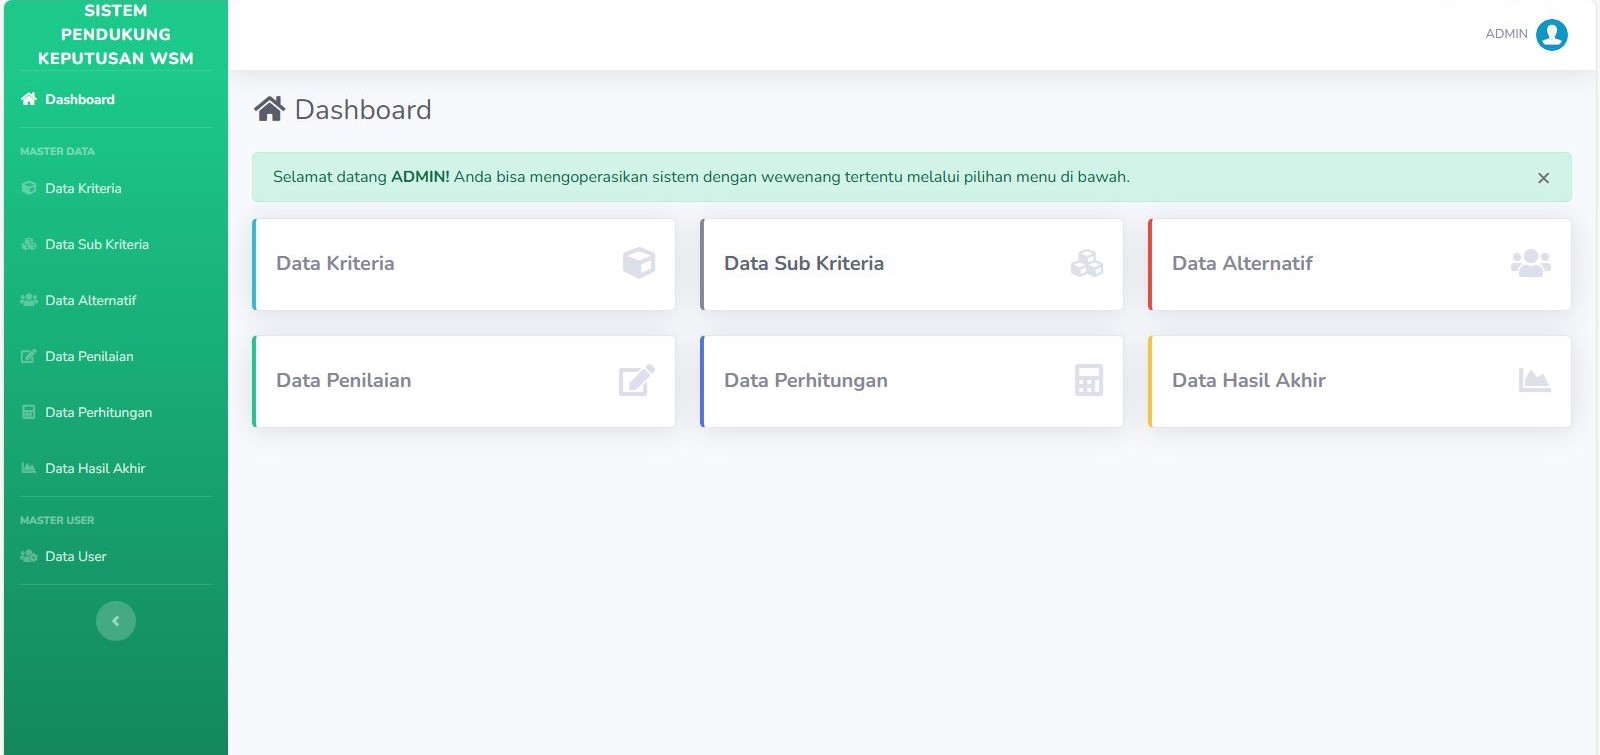 SISTEM
PENDUKUNG
KEPUTUSAN WSM
Dashboard
MASTER DATA
Data Kriteria
Data Sub Kriteria
Data Alternatif
Data Penilaian
Data Perhitungan
Data Hasil Akhir
MASTER USER
Data User
ADMIN
Dashboard
Selamat datang ADMIN! Anda bisa mengoperasikan sistem dengan wewenang tertentu melalui pilihan menu di bawah.
Data Kriteria
Data Sub Kriteria
Data Alternatif
Data Penilaian
Data Perhitungan
Data Hasil Akhir